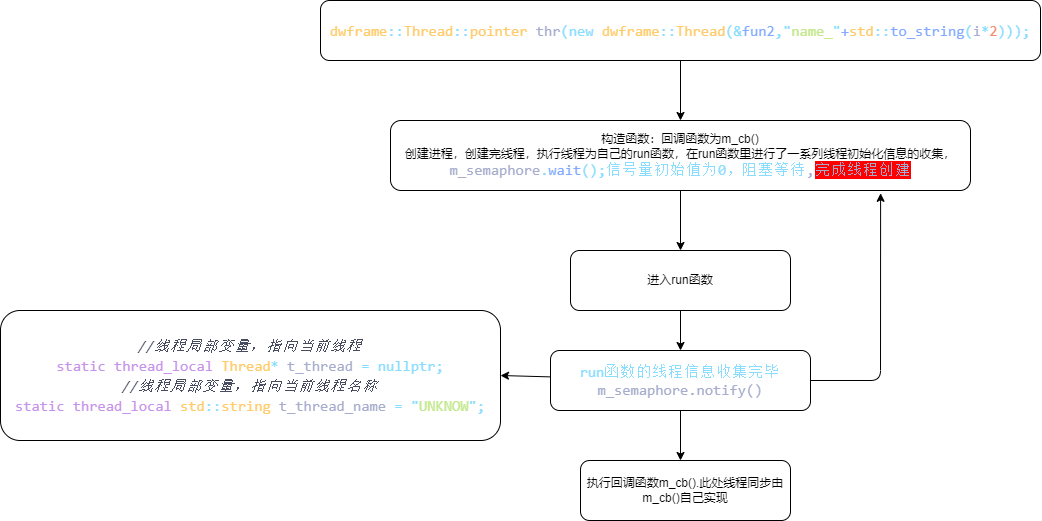 dwframe::Thread::pointer thr(new dwframe::Thread(&fun2,"name_"+std::to_string(i*2)));
构造函数：回调函数为m_cb()
创建进程，创建完线程，执行线程为自己的run函数，在run函数里进行了一系列线程初始化信息的收集，
m_semaphore.wait();信号量初始值为0，阻塞等待,完成线程创建
进入run函数
//线程局部变量，指向当前线程
static thread_local Thread* t_thread = nullptr;
//线程局部变量，指向当前线程名称
static thread_local std::string t_thread_name = "UNKNOW";
run函数的线程信息收集完毕
m_semaphore.notify()
执行回调函数m_cb().此处线程同步由
m_cb()自己实现